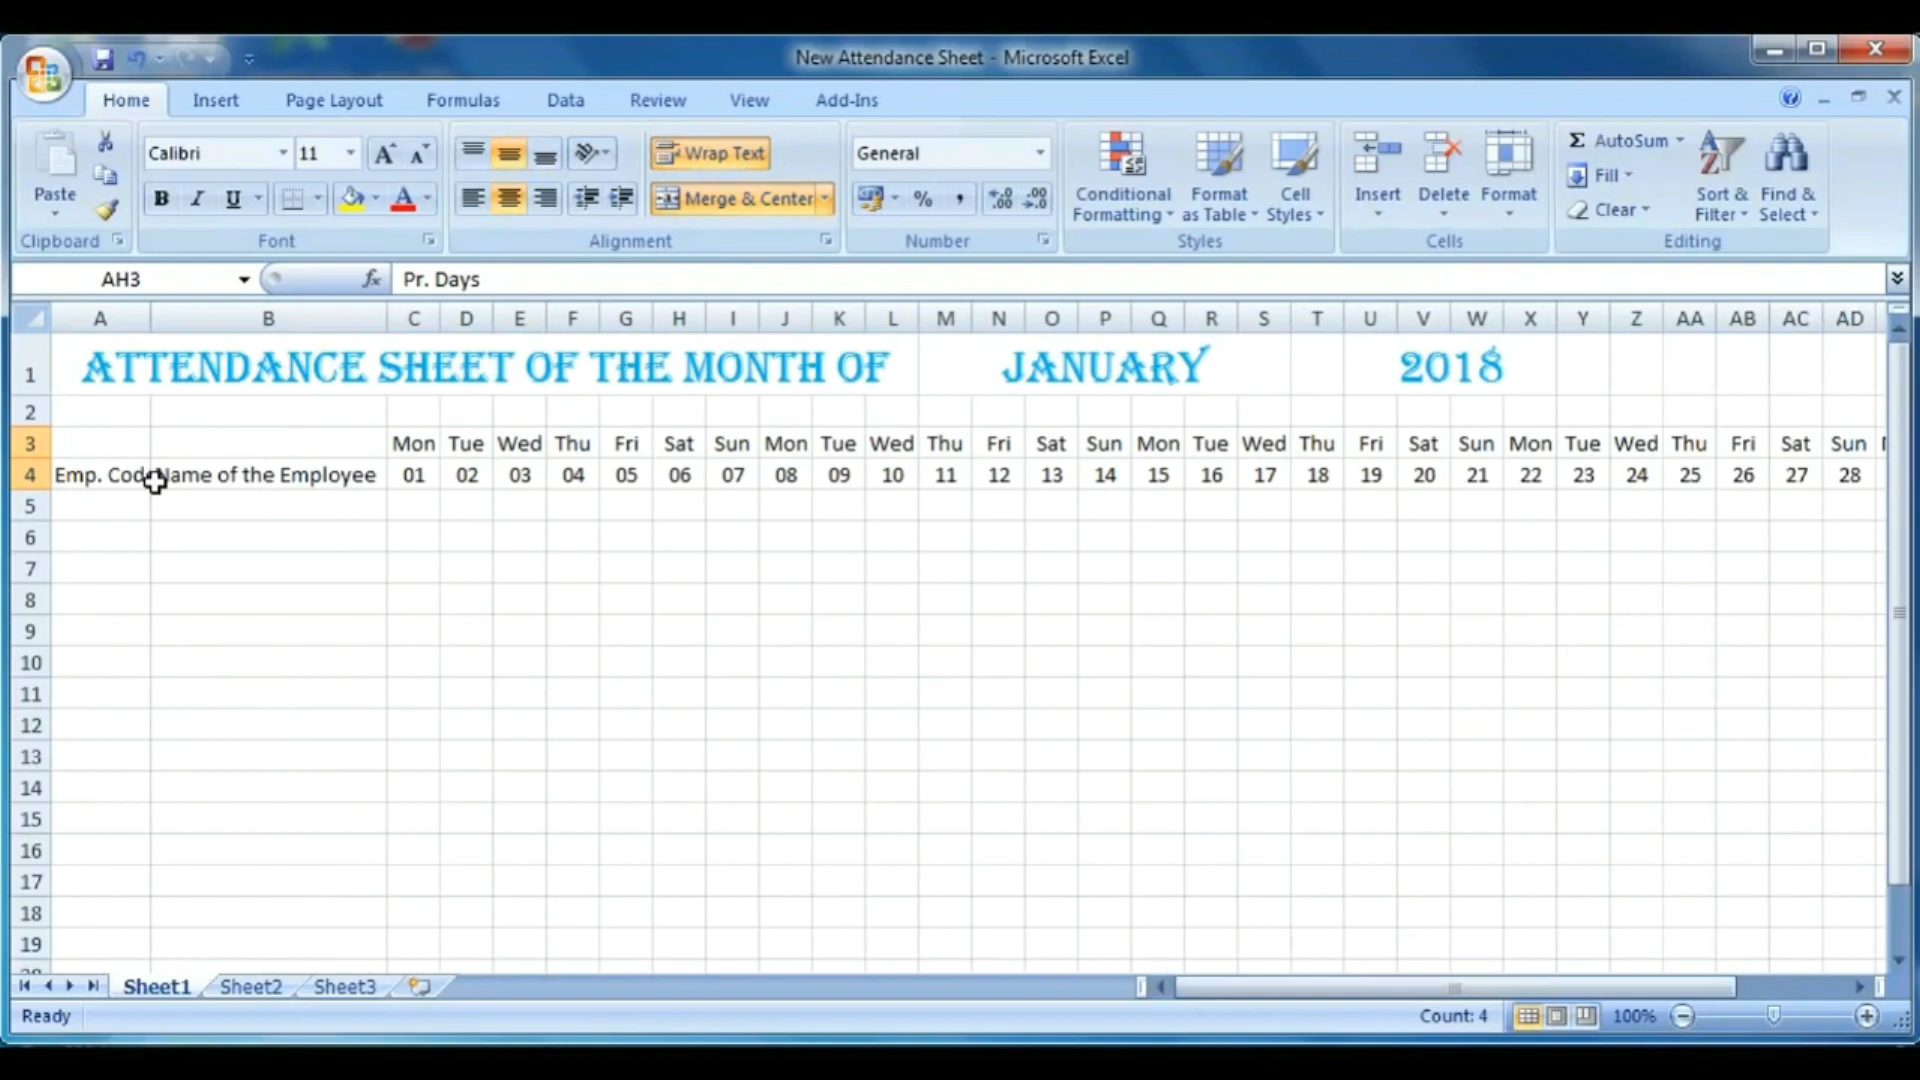 New Attendance Sheet - Microsoft Excel
Home Insert Page Layout Formulas Data Review View Add-Ins
Calibri 11 Wrap Text General AutoSum
Paste Conditional Formatting Format as Table Cell Styles Insert Delete Format Fill Sort & Filter Find & Select
B I U Merge & Center % , Clear
Clipboard Font Alignment Number Styles Cells Editing
AH3 fx Pr. Days
A B C D E F G H I J K L M N O P Q R S T U V W X Y Z AA AB AC AD
1 ATTENDANCE SHEET OF THE MONTH OF JANUARY 2018
2
3 Mon Tue Wed Thu Fri Sat Sun Mon Tue Wed Thu Fri Sat Sun Mon Tue Wed Thu Fri Sat Sun Mon Tue Wed Thu Fri Sat Sun
4 Emp. Cod Name of the Employee 01 02 03 04 05 06 07 08 09 10 11 12 13 14 15 16 17 18 19 20 21 22 23 24 25 26 27 28
5
6
7
8
9
10
11
12
13
14
15
16
17
18
19
Sheet1 Sheet2 Sheet3
Ready Count: 4 100%